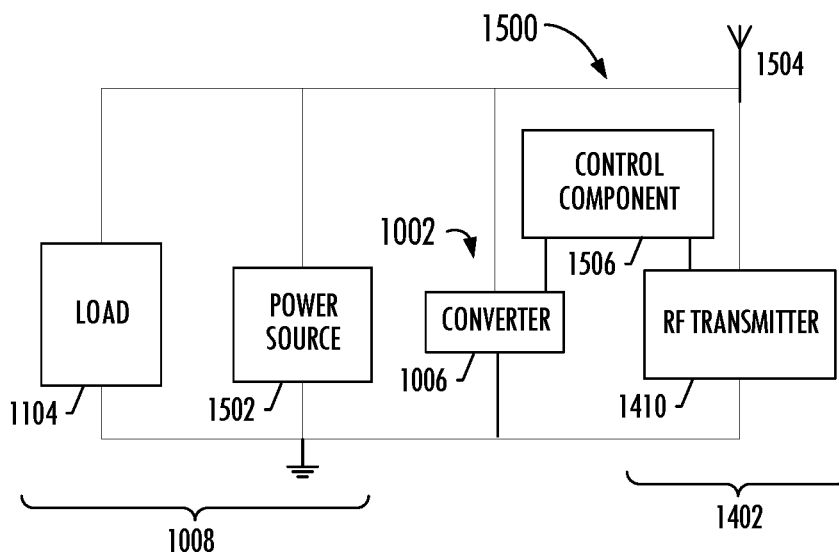 1500
1504
CONTROL
COMPONENT
1002
1506
LOAD
POWER
SOURCE
CONVERTER
RF TRANSMITTER
1104
1502
1006
1410
1008
1402